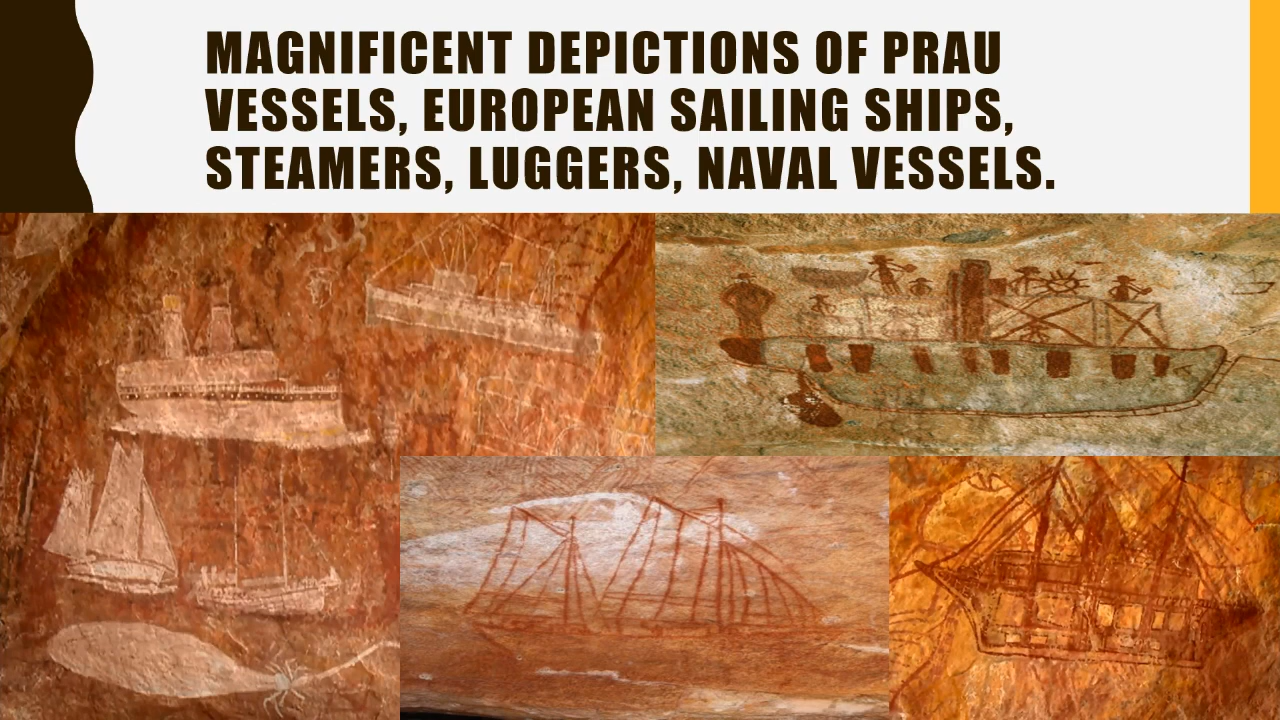 MAGNIFICENT DEPICTIONS OF PRAU
VESSELS, EUROPEAN SAILING SHIPS,
STEAMERS, LUGGERS, NAVAL VESSELS.